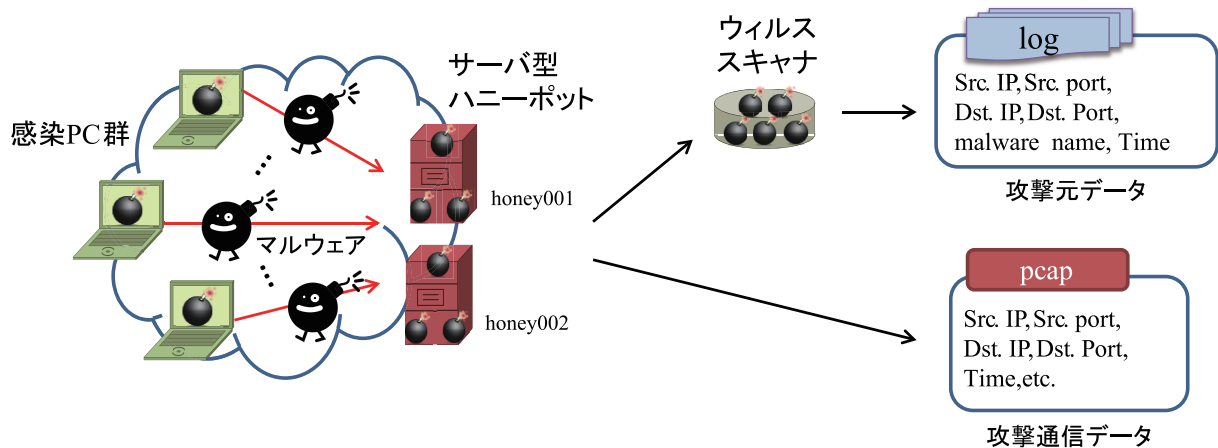 感染PC群
マルウェア
サーバ型
ハニーポット
honey001
honey002
ウィルス
スキャナ
log
Src. IP,Src. port,
Dst. IP,Dst. Port,
malware name, Time
攻撃元データ
pcap
Src. IP,Src. port,
Dst. IP,Dst. Port,
Time,etc.
攻撃通信データ